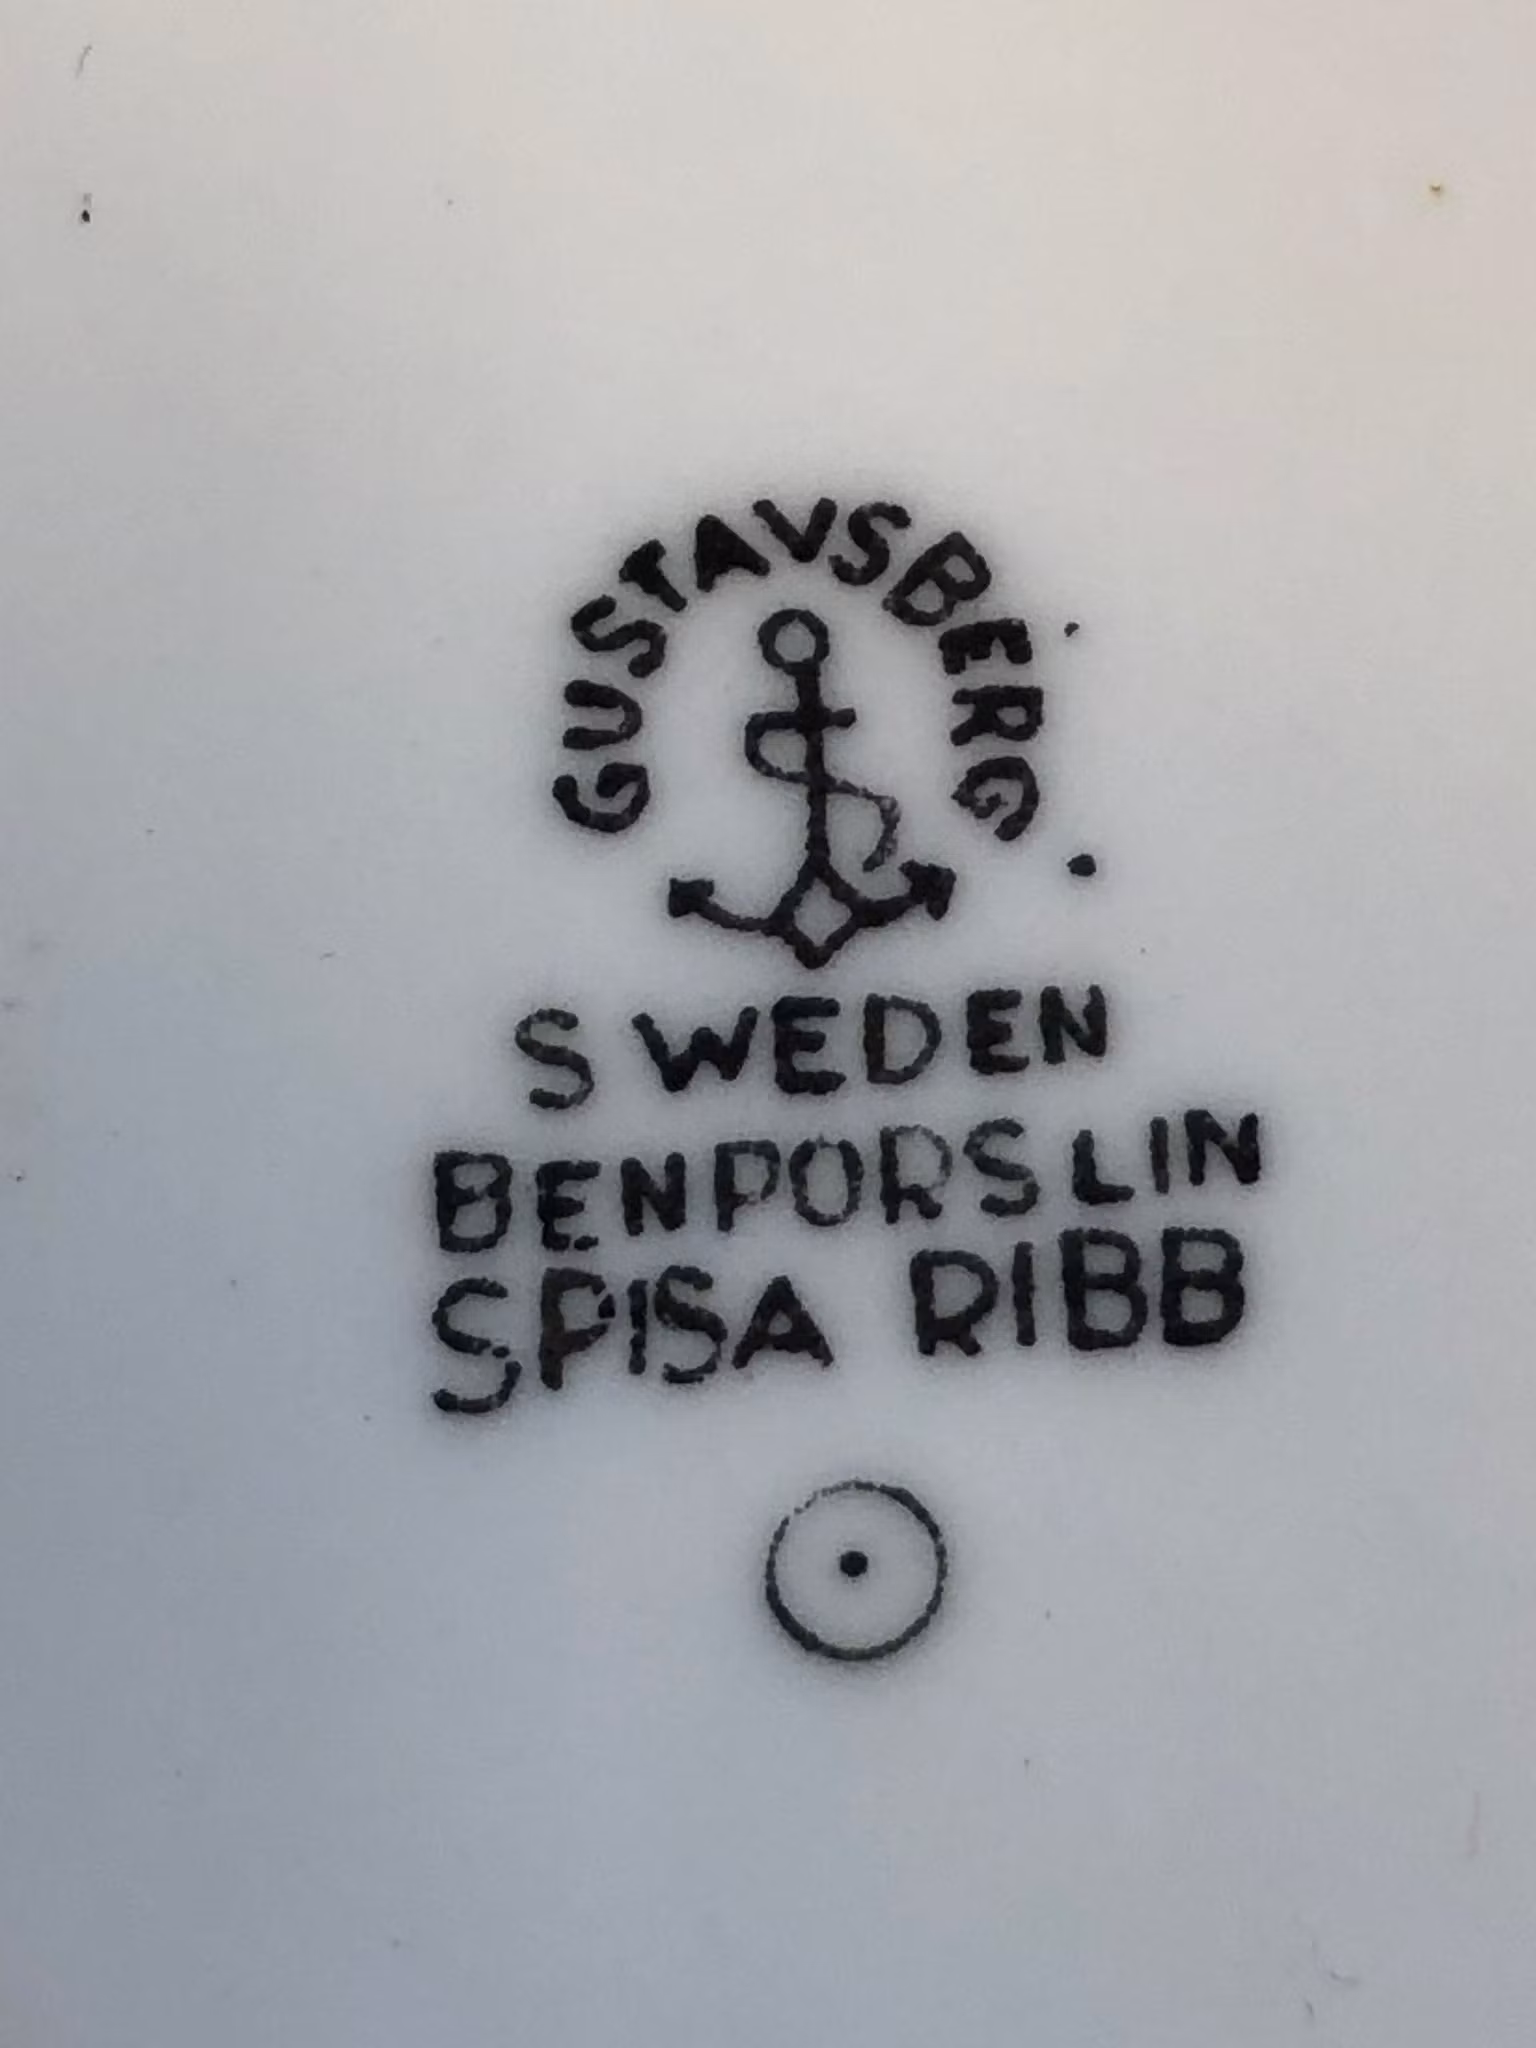 GUSTAVSBERG
SWEDEN
BENPORSLIN
SPISA RIBB